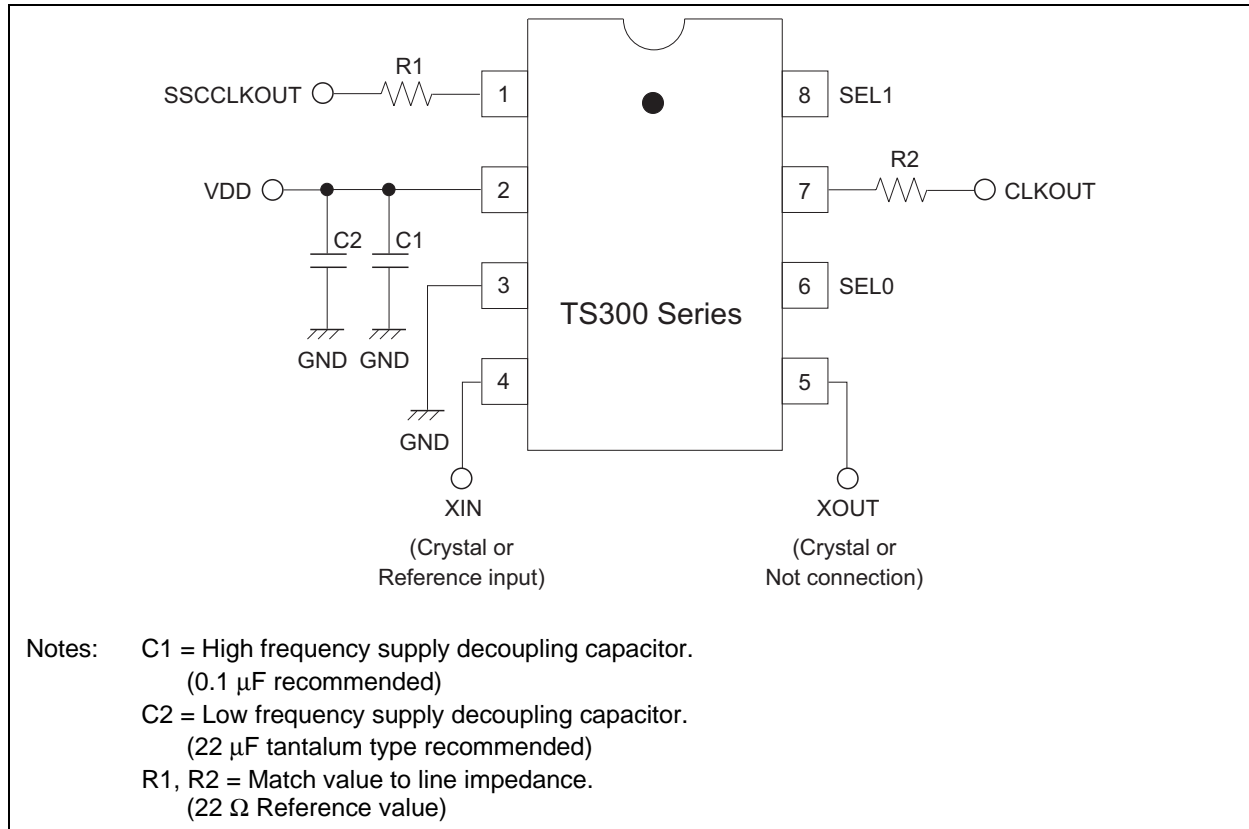 R1
SSCCLKOUT
1
8
SEL1
R2
VDD
2
7
CLKOUT
C2
C1
3
6
SEL0
TS300 Series
GND
GND
4
5
GND
XIN
XOUT
(Crystal or
Reference input)
(Crystal or
Not connection)
Notes: C1 = High frequency supply decoupling capacitor.
(0.1 μF recommended)
C2 = Low frequency supply decoupling capacitor.
(22 μF tantalum type recommended)
R1, R2 = Match value to line impedance.
(22 Ω Reference value)